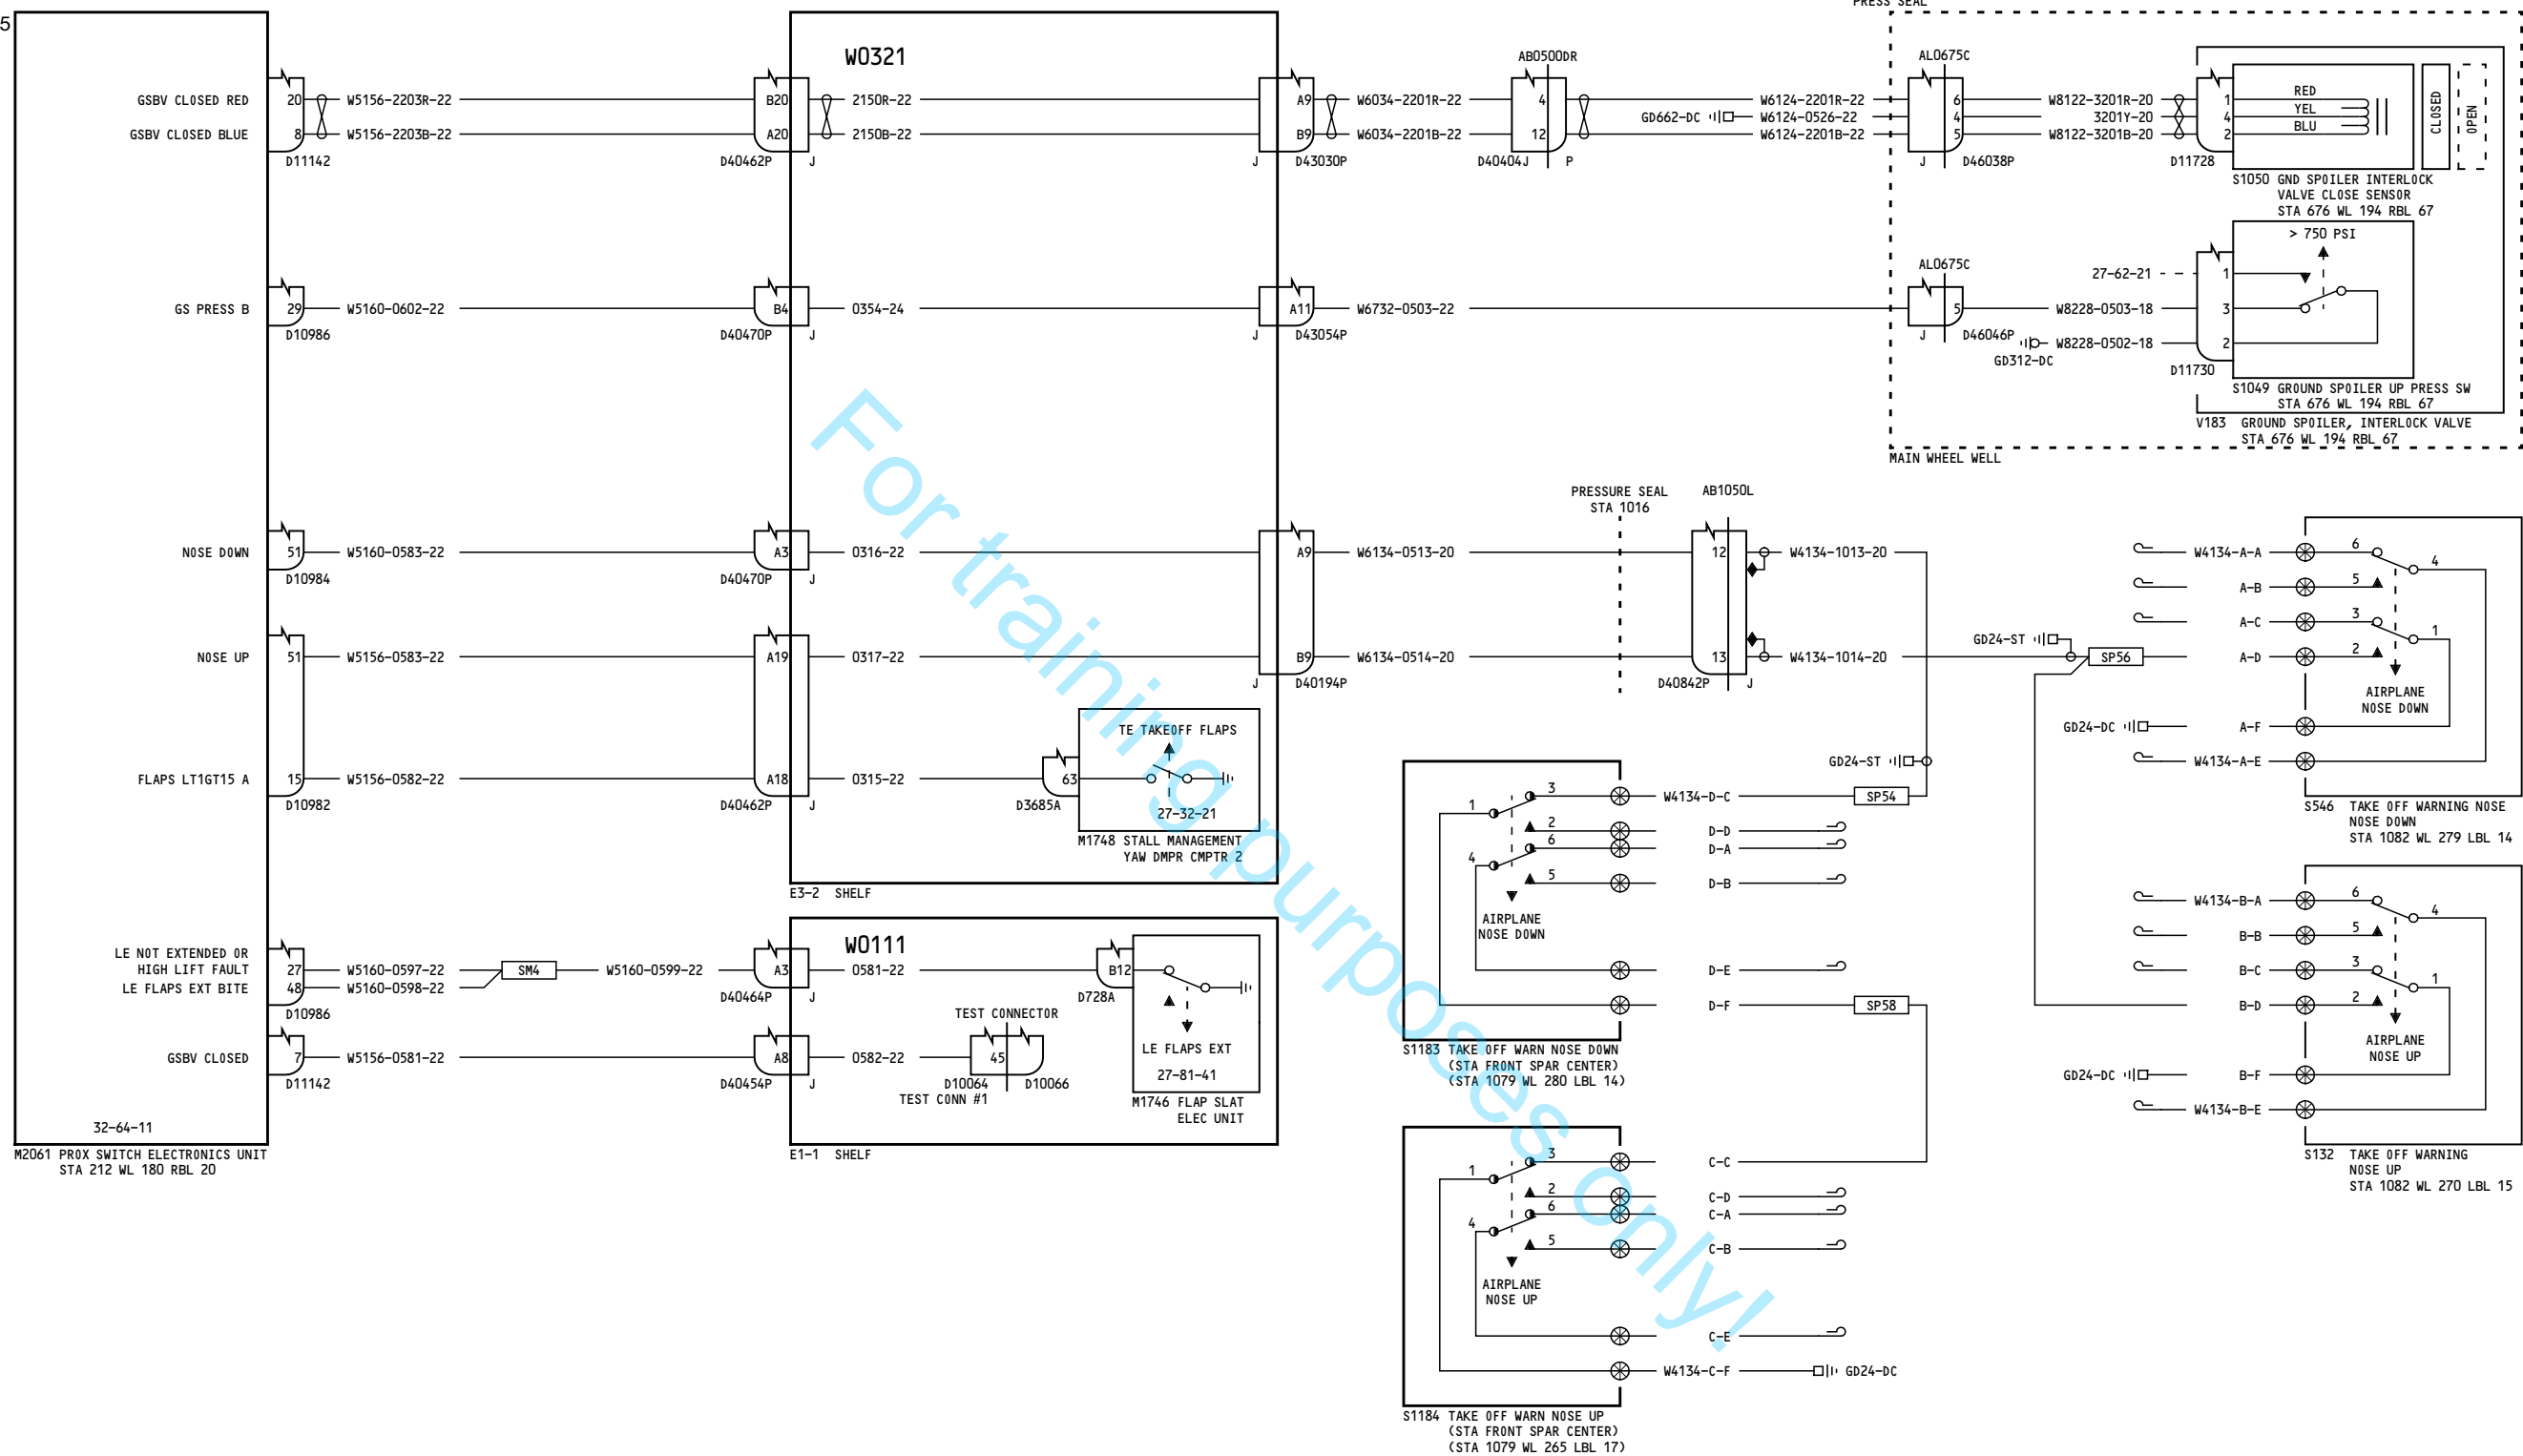 5
PRESS SEAL
GSBV CLOSED RED
20
W5156-2203R-22
B20
W0321
2150R-22
A9
W6034-2201R-22
AB0500DR
4
W6124-2201R-22
AL0675C
6
W8122-3201R-20
1
RED
GD662-DC
W6124-0526-22
4
3201Y-20
4
YEL
GSBV CLOSED BLUE
8
W5156-2203B-22
A20
2150B-22
B9
W6034-2201B-22
12
W6124-2201B-22
5
W8122-3201B-20
2
BLU
CLOSED
OPEN
D11142
D40462P
J
J
D43030P
D40404J
P
J
D46038P
D11728
S1050 GND SPOILER INTERLOCK
VALVE CLOSE SENSOR
STA 676 WL 194 RBL 67
> 750 PSI
AL0675C
27-62-21
1
GS PRESS B
29
W5160-0602-22
B4
0354-24
A11
W6732-0503-22
5
W8228-0503-18
3
D10986
D40470P
J
J
D43054P
J
D46046P
W8228-0502-18
2
GD312-DC
D11730
S1049 GROUND SPOILER UP PRESS SW
STA 676 WL 194 RBL 67
V183 GROUND SPOILER, INTERLOCK VALVE
STA 676 WL 194 RBL 67
MAIN WHEEL WELL
PRESSURE SEAL
STA 1016
AB1050L
NOSE DOWN
51
W5160-0583-22
A3
0316-22
A9
W6134-0513-20
12
W4134-1013-20
D10984
D40470P
J
NOSE UP
51
W5156-0583-22
A19
0317-22
B9
W6134-0514-20
13
W4134-1014-20
GD24-ST
SP56
J
D40194P
D40842P
J
W4134-A-A
6
4
A-B
5
A-C
3
1
A-D
2
AIRPLANE
NOSE DOWN
GD24-DC
A-F
W4134-A-E
S546 TAKE OFF WARNING NOSE
NOSE DOWN
STA 1082 WL 279 LBL 14
TE TAKEOFF FLAPS
FLAPS LT1GT15 A
15
W5156-0582-22
A18
0315-22
63
D10982
D40462P
J
D3685A
27-32-21
M1748 STALL MANAGEMENT
YAW DMPR CMPTR 2
E3-2 SHELF
GD24-ST
1
3
W4134-D-C
SP54
2
D-D
6
D-A
4
5
D-B
AIRPLANE
NOSE DOWN
D-E
D-F
SP58
S1183 TAKE OFF WARN NOSE DOWN
(STA FRONT SPAR CENTER)
(STA 1079 WL 280 LBL 14)
W4134-B-A
6
4
B-B
5
B-C
3
1
B-D
2
AIRPLANE
NOSE UP
GD24-DC
B-F
W4134-B-E
S132 TAKE OFF WARNING
NOSE UP
STA 1082 WL 270 LBL 15
LE NOT EXTENDED OR
HIGH LIFT FAULT
27
W5160-0597-22
SM4
W5160-0599-22
A3
W0111
0581-22
B12
LE FLAPS EXT BITE
48
W5160-0598-22
D10986
D40464P
J
D728A
TEST CONNECTOR
LE FLAPS EXT
27-81-41
GSBV CLOSED
7
W5156-0581-22
A8
0582-22
45
D11142
D40454P
J
D10064
D10066
TEST CONN #1
M1746 FLAP SLAT
ELEC UNIT
32-64-11
M2061 PROX SWITCH ELECTRONICS UNIT
STA 212 WL 180 RBL 20
E1-1 SHELF
1
3
C-C
2
C-D
6
C-A
4
5
C-B
AIRPLANE
NOSE UP
C-E
W4134-C-F
GD24-DC
S1184 TAKE OFF WARN NOSE UP
(STA FRONT SPAR CENTER)
(STA 1079 WL 265 LBL 17)
For training purposes only!